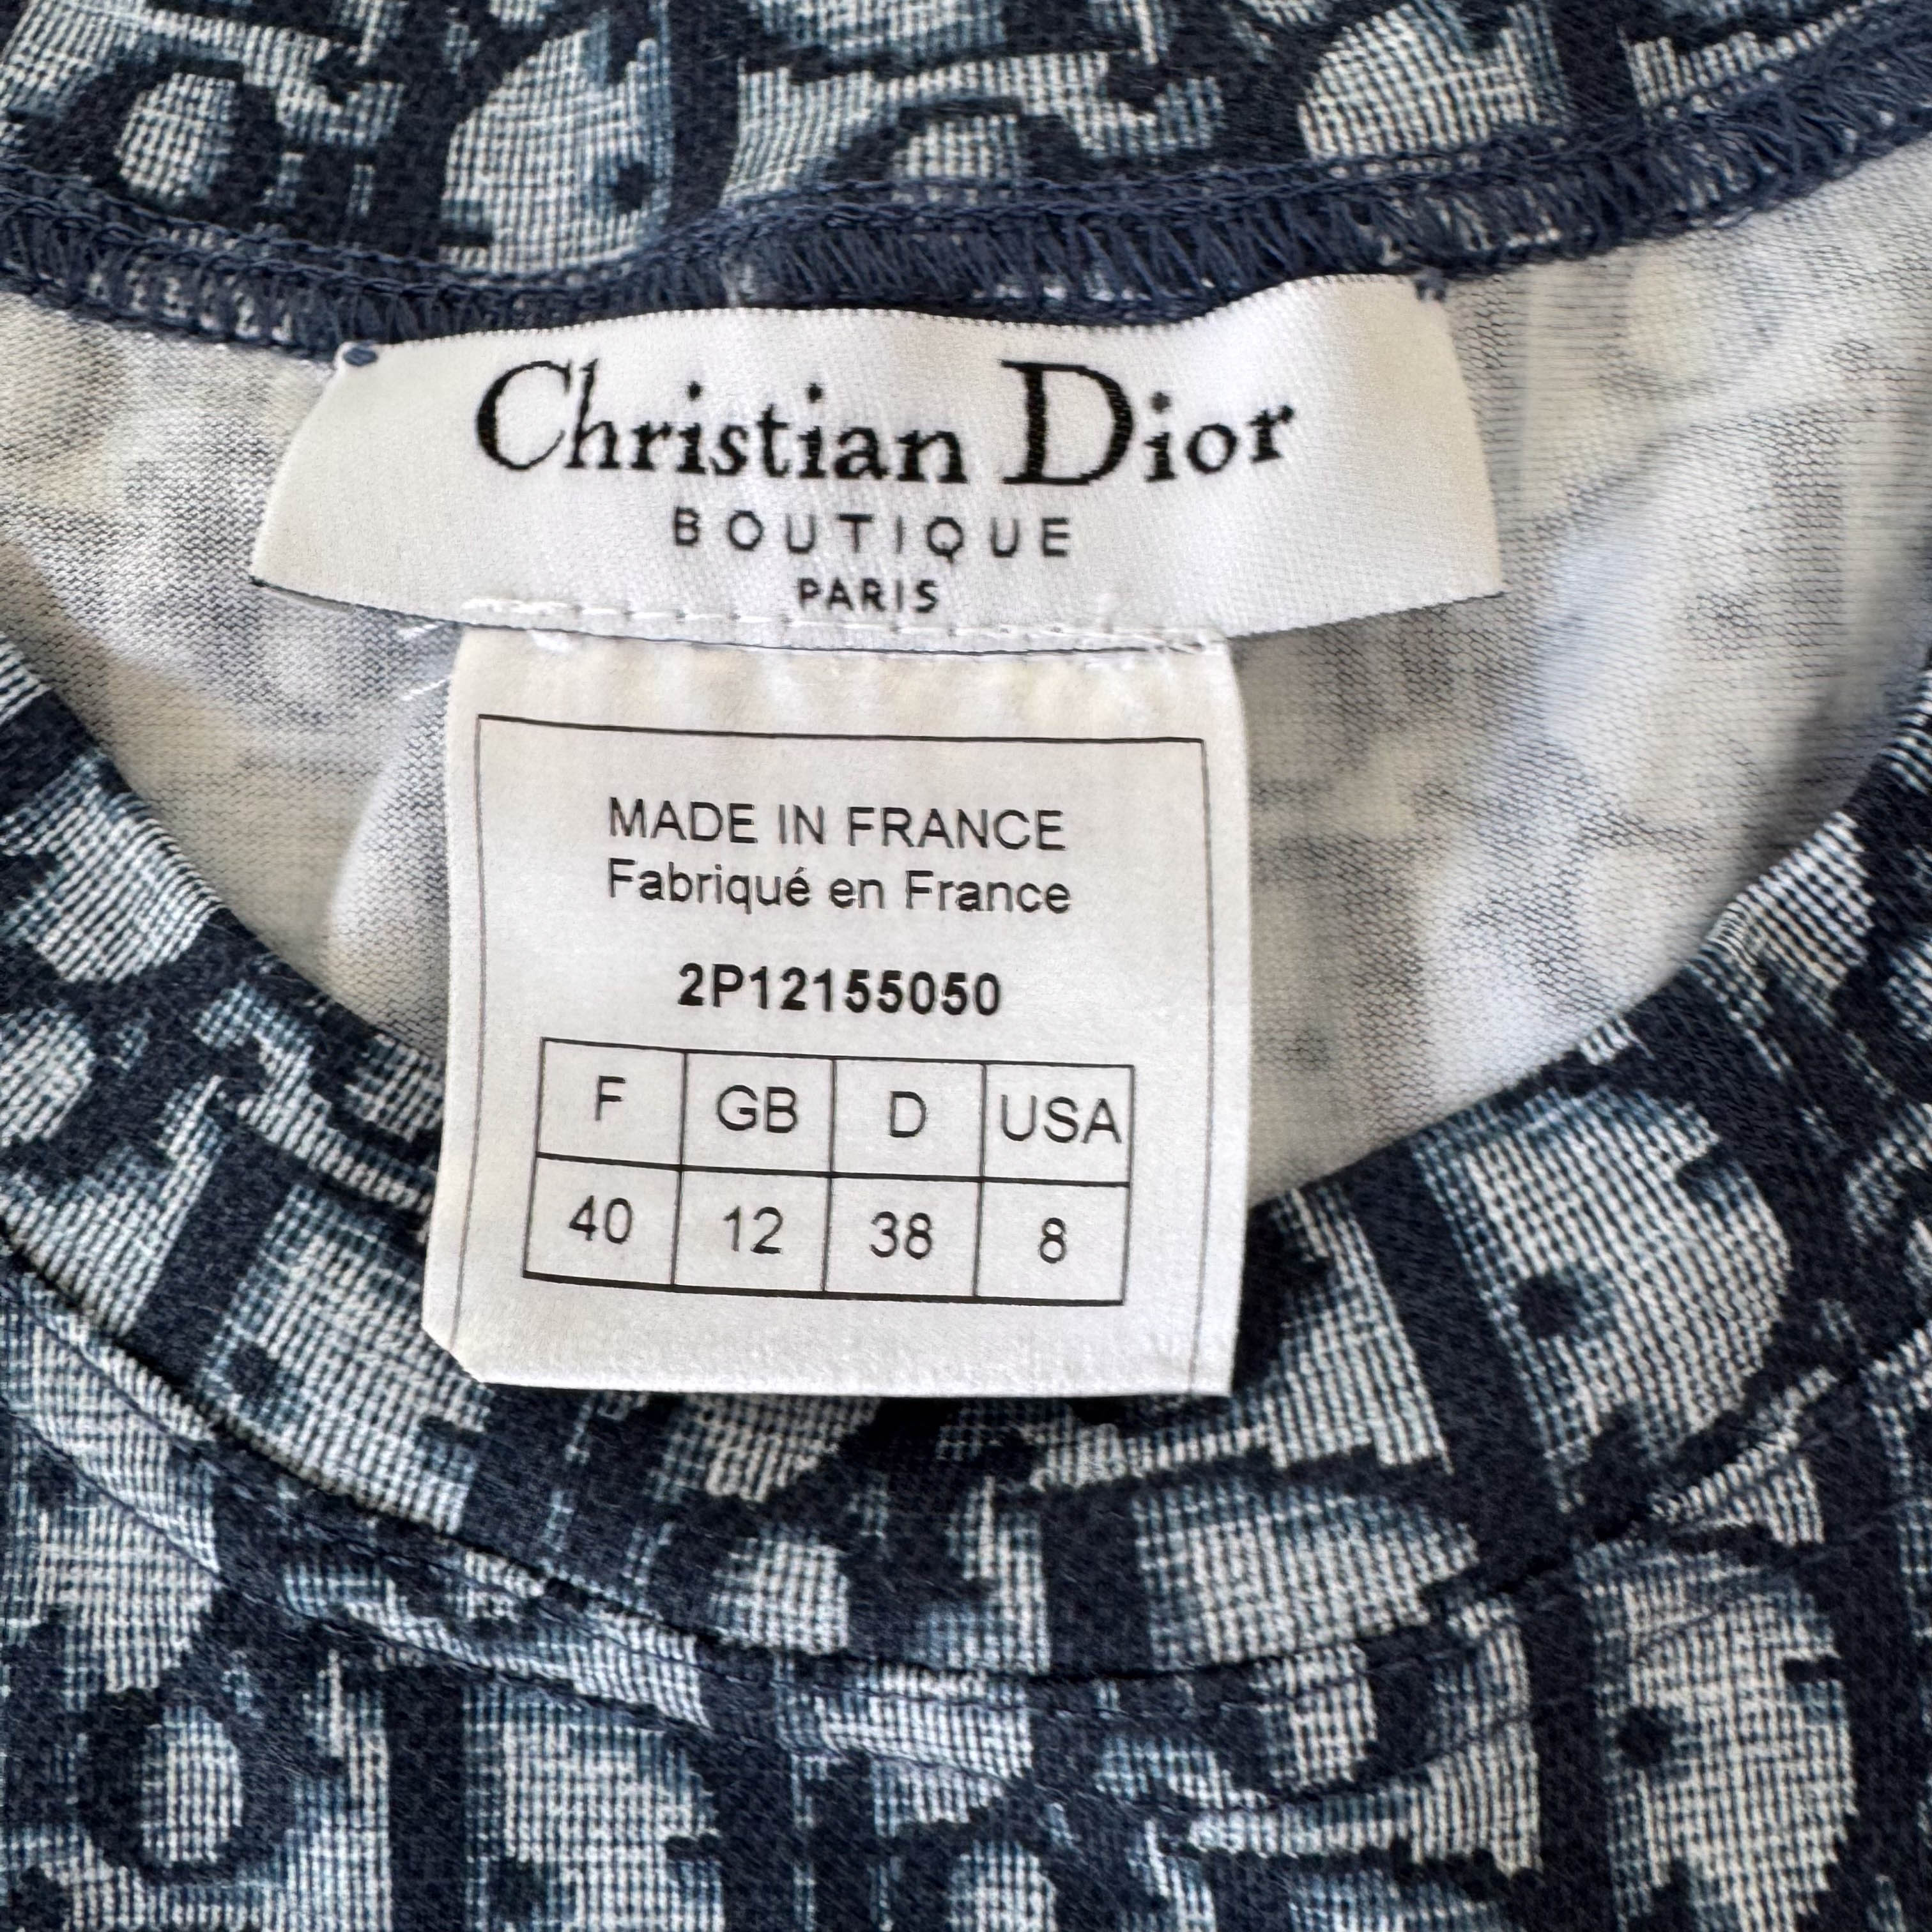 Christian Dior
BOUTIQUE
PARIS
MADE IN FRANCE
Fabriqué en France
2P12155050
F GB D USA
40 12 38 8